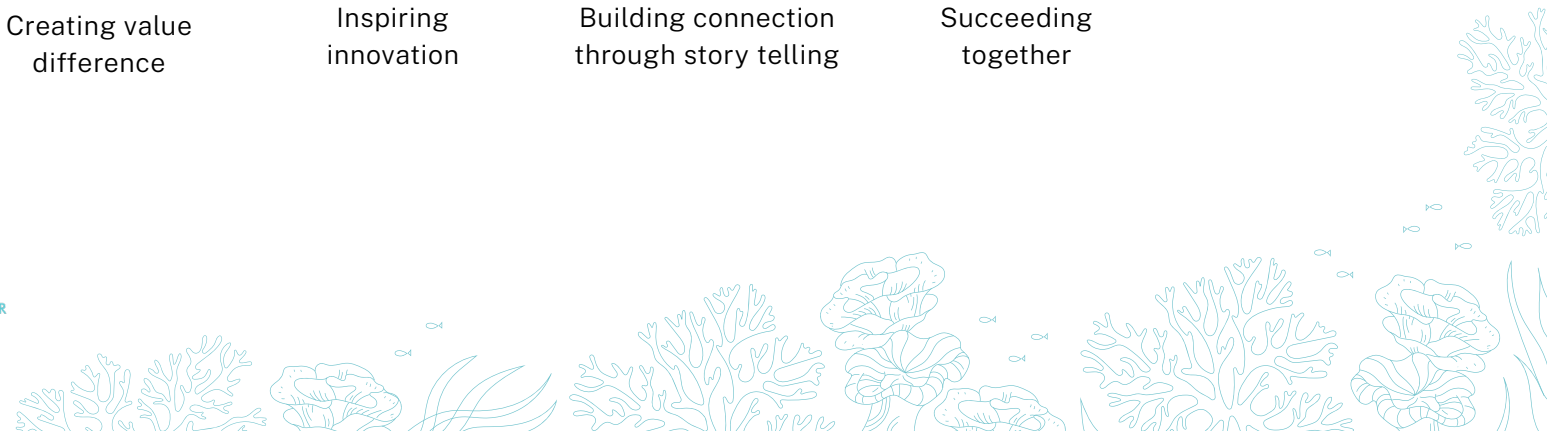 Creating value
difference
Inspiring
innovation
Building connection
through story telling
Succeeding
together
R